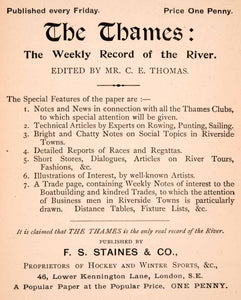 Published every Friday. Price One Penny.
The Thames:
The Weekly Record of the River.
EDITED BY MR. C. E. THOMAS.
The Special Features of the paper are :—
1. Notes and News in connection with all the Thames Clubs,
to which special attention will be given.
2. Technical Articles by Experts on Rowing, Punting, Sailing.
3. Bright and Chatty Notes on Social Topics in Riverside
Towns.
4. Detailed Reports of Races and Regattas.
5. Short Stores, Dialogues, Articles on River Tours,
Fashions, &c.
6. Illustrations of Interest, by well-known Artists.
7. A Trade page, containing Weekly Notes of interest to the
Boatbuilding and kindred Trades, to which the attention
of Business men in Riverside Towns is particularly
drawn. Distance Tables, Fixture Lists, &c.
It is claimed that THE THAMES is the only real record of the River.
PUBLISHED BY
F. S. STAINES & CO.,
PROPRIETORS OF HOCKEY AND WINTER SPORTS, &c.,
46, Lower Kennington Lane, London, S.E.
A Popular Paper at the Popular Price, ONE PENNY.